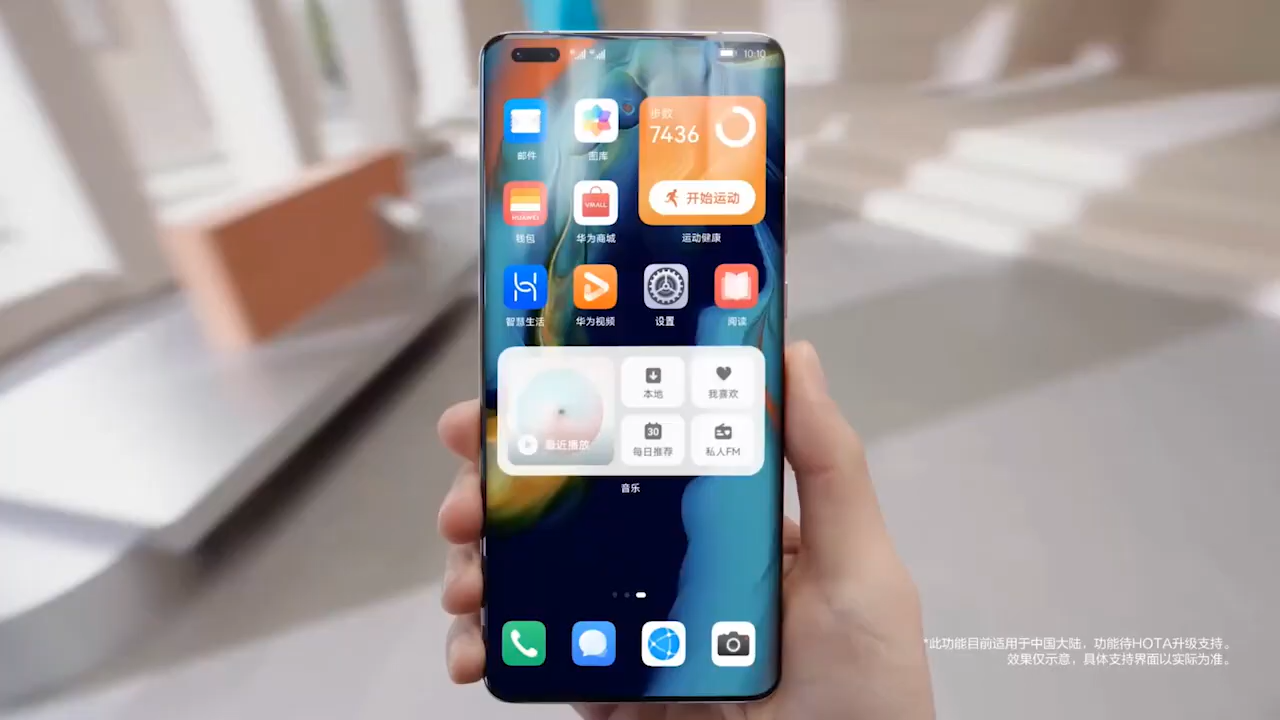 10:10
步数
7436
开始运动
邮件
图库
HUAWEI
VMALL
钱包
华为商城
运动健康
智慧生活
华为视频
设置
阅读
本地
我喜欢
最近播放
30
每日推荐
私人FM
音乐
*此功能目前适用于中国大陆，功能待HOTA升级支持。
效果仅示意，具体支持界面以实际为准。